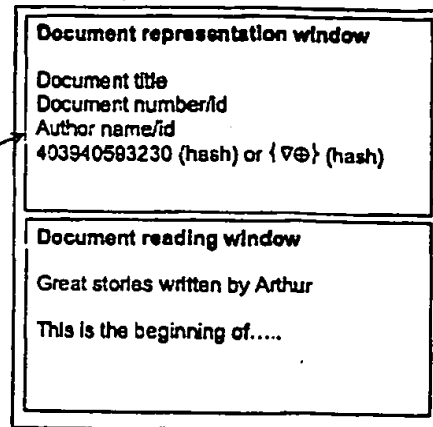 Document representation window
Document title
Document number/id
Author name/id
403940593230 (hash) or {∇⊕} (hash)
Document reading window
Great stories written by Arthur
This is the beginning of.....